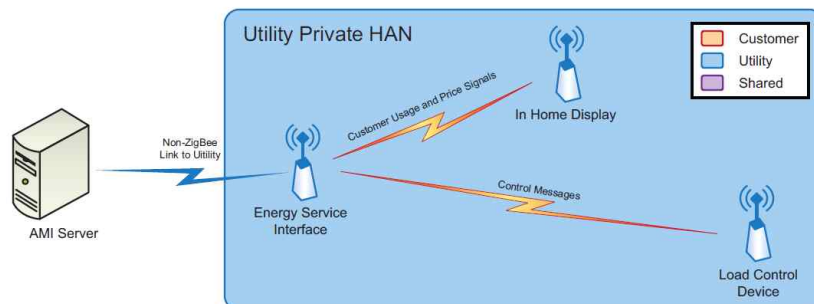 Utility Private HAN
Customer
Utility
Shared
Customer Usage and Price Signals
In Home Display
Non-ZigBee
Link to Uitility
Energy Service
Interface
Control Messages
AMI Server
Load Control
Device